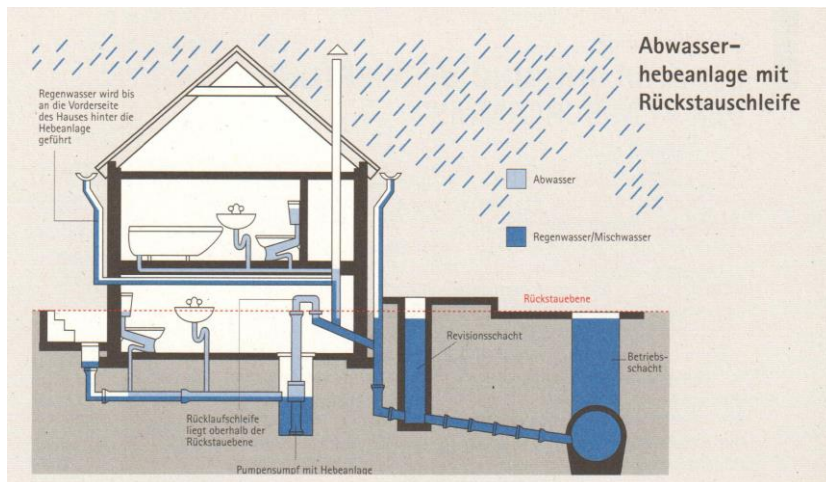 Abwasser-
hebeanlage mit
Rückstauschleife
Regenwasser wird bis
an die Vorderseite
des Hauses hinter die
Hebeanlage
geführt
Abwasser
Regenwasser/Mischwasser
Rückstauebene
Revisionsschacht
Betriebs-
schacht
Rücklaufschleife
liegt oberhalb der
Rückstauebene
Pumpensumpf mit Hebeanlage